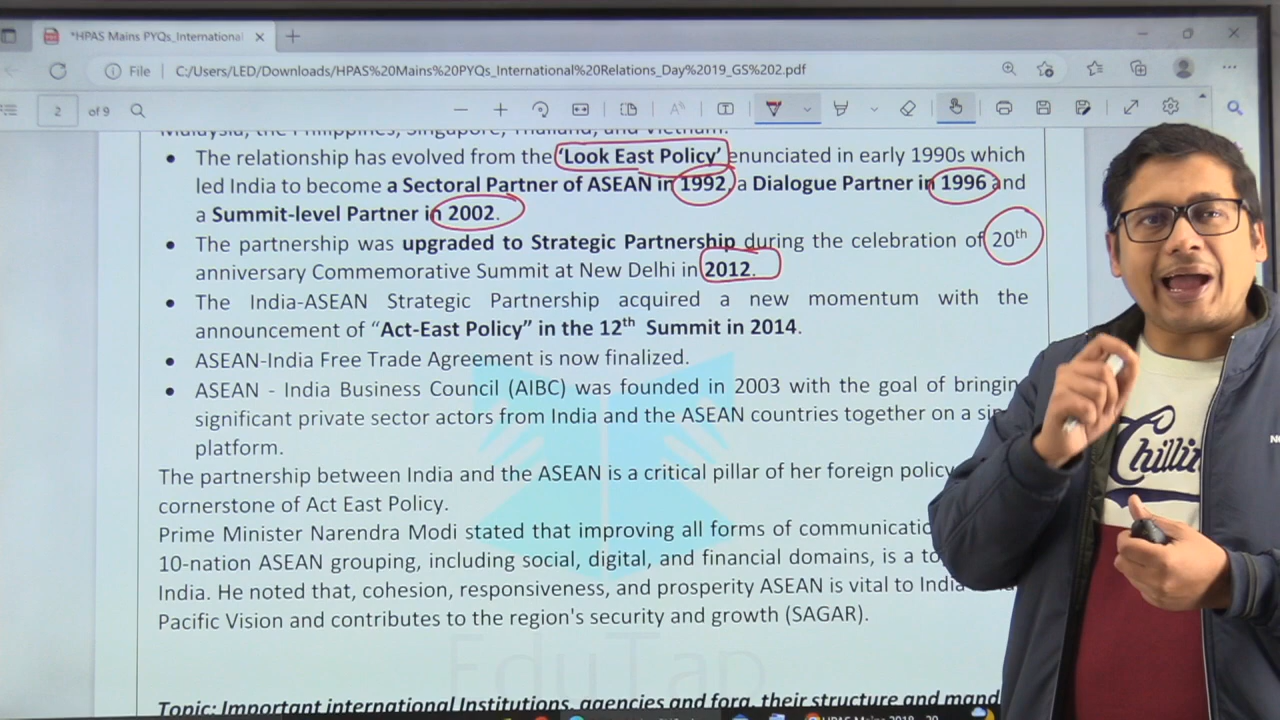 *HPAS Mains PYQs_International
File
C:/Users/LED/Downloads/HPAS%20Mains%20PYQs_International%20Relations_Day%2019_GS%202.pdf
2 of 9
Malaysia, the Philippines, Singapore, Thailand, and Vietnam.
• The relationship has evolved from the ‘Look East Policy’ enunciated in early 1990s which
led India to become a Sectoral Partner of ASEAN in 1992, a Dialogue Partner in 1996 and
a Summit-level Partner in 2002.
• The partnership was upgraded to Strategic Partnership during the celebration of 20th
anniversary Commemorative Summit at New Delhi in 2012.
• The India-ASEAN Strategic Partnership acquired a new momentum with the
announcement of “Act-East Policy” in the 12th Summit in 2014.
• ASEAN-India Free Trade Agreement is now finalized.
• ASEAN - India Business Council (AIBC) was founded in 2003 with the goal of bringin
significant private sector actors from India and the ASEAN countries together on a
platform.
The partnership between India and the ASEAN is a critical pillar of her foreign policy
cornerstone of Act East Policy.
Prime Minister Narendra Modi stated that improving all forms of
10-nation ASEAN grouping, including social, digital, and financial domains, is a
India. He noted that, cohesion, responsiveness, and prosperity ASEAN is vital to India
Pacific Vision and contributes to the region's security and growth (SAGAR).
EduTap
Topic: Important international Institutions, agencies and fora, their structure and mand
Chillin